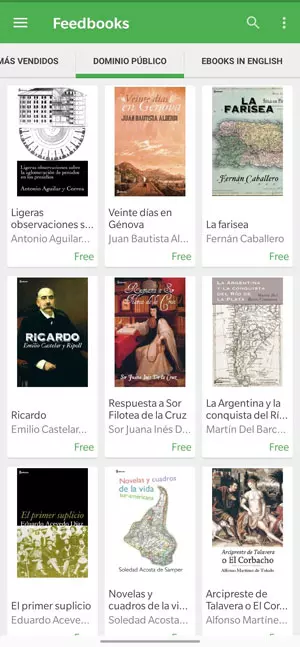 Feedbooks
MÁS VENDIDOS
DOMINIO PÚBLICO
EBOOKS IN ENGLISH
Ligeras observaciones sobre la
aglomeración de penados en
los presidios
Antonio Aguilar y Correa
Veinte días
en Génova
JUAN BAUTISTA ALBERDI
LA
FARISEA
Fernán Caballero
Ligeras
observaciones s...
Antonio Aguilar...
Free
Veinte días en
Génova
Juan Bautista Al...
Free
La farisea
Fernán Caballero
Free
RICARDO
Emilio Castelar y Ripoll
Respuesta a Sor
Filotea de la Cruz
Sor Juana Inés De la Cruz
LA ARGENTINA Y LA
CONQUISTA DEL RÍO DE
LA PLATA
Ricardo
Emilio Castelar...
Free
Respuesta a Sor
Filotea de la Cruz
Sor Juana Inés D...
Free
La Argentina y la
conquista del Rí...
Martín Del Barc...
Free
El primer suplicio
Eduardo Acevedo Díaz
Novelas y cuadros
de la vida
sur-americana
Soledad Acosta de Samper
Arcipreste de Talavera
o El Corbacho
Alfonso Martínez de Toledo
El primer suplicio
Eduardo Aceve...
Novelas y
cuadros de la vi...
Soledad Acosta...
Arcipreste de
Talavera o El Cor...
Alfonso Martíne...